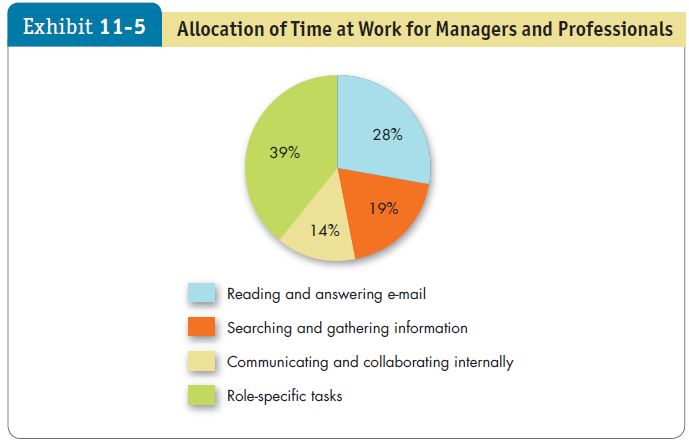 Exhibit 11-5
Allocation of Time at Work for Managers and Professionals
28%
39%
19%
14%
Reading and answering e-mail
Searching and gathering information
Communicating and collaborating internally
Role-specific tasks